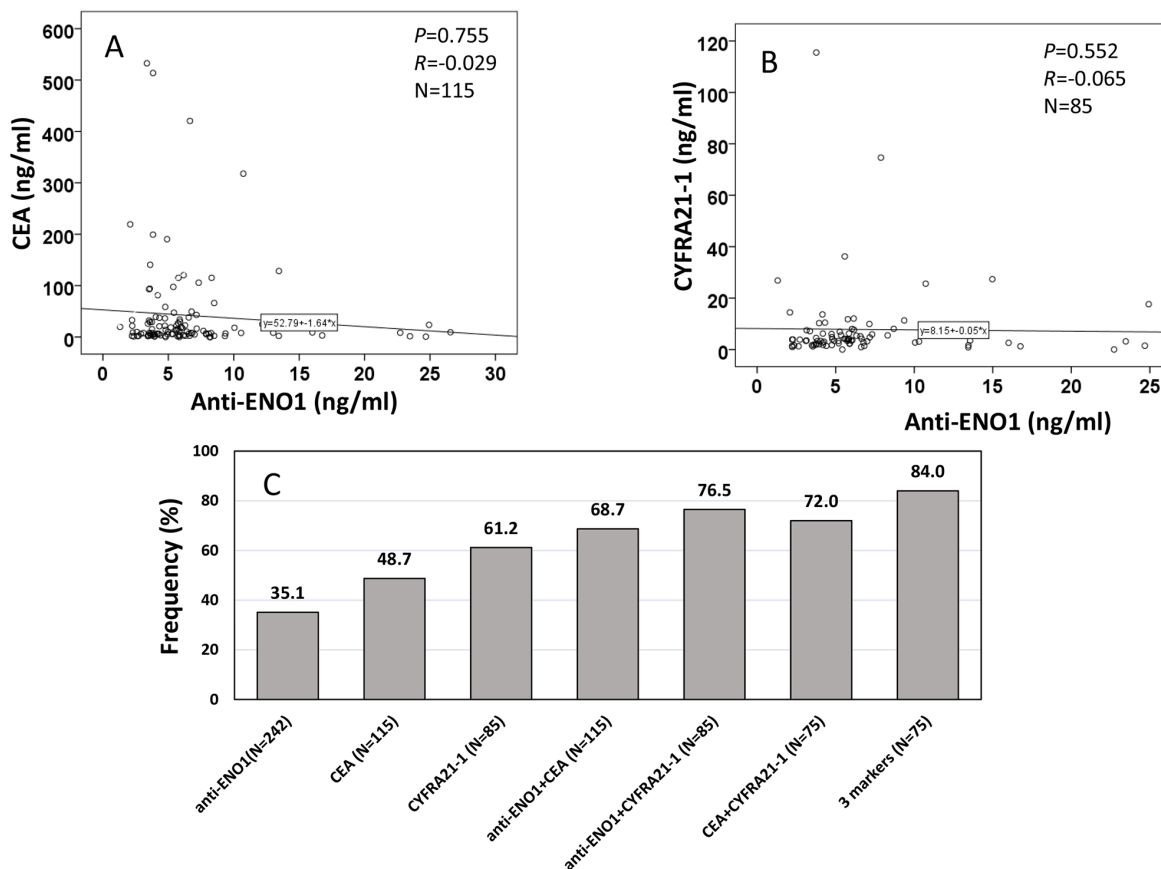 A
P=0.755
R=-0.029
N=115
CEA (ng/ml)
600
500
400
300
200
100
0
y=52.79+-1.64*x
0 5 10 15 20 25 30
Anti-ENO1 (ng/ml)
B
P=0.552
R=-0.065
N=85
CYFRA21-1 (ng/ml)
120
100
80
60
40
20
0
y=8.15+-0.05*x
0 5 10 15 20 25
Anti-ENO1 (ng/ml)
C
Frequency (%)
100
80
60
40
20
0
35.1
48.7
61.2
68.7
76.5
72.0
84.0
anti-ENO1(N=242)
CEA (N=115)
CYFRA21-1 (N=85)
anti-ENO1+CEA (N=115)
anti-ENO1+CYFRA21-1 (N=85)
CEA+CYFRA21-1 (N=75)
3 markers (N=75)